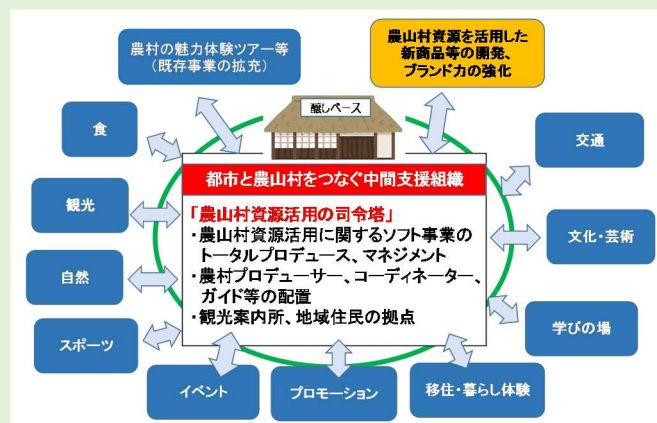 農村の魅力体験ツアー等
（既存事業の拡充）
農山村資源を活用した
新商品等の開発、
ブランド力の強化
醸しベース
食
交通
都市と農山村をつなぐ中間支援組織
観光
「農山村資源活用の司令塔」
・農山村資源活用に関するソフト事業の
トータルプロデュース、マネジメント
・農村プロデューサー、コーディネーター、
ガイド等の配置
・観光案内所、地域住民の拠点
文化・芸術
自然
学びの場
スポーツ
イベント
プロモーション
移住・暮らし体験